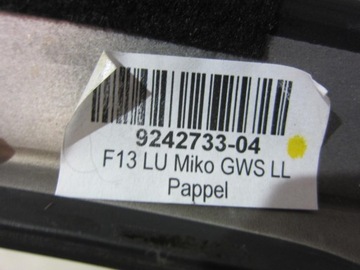 9242733-04
F13 LU Miko GWS LL
Pappel